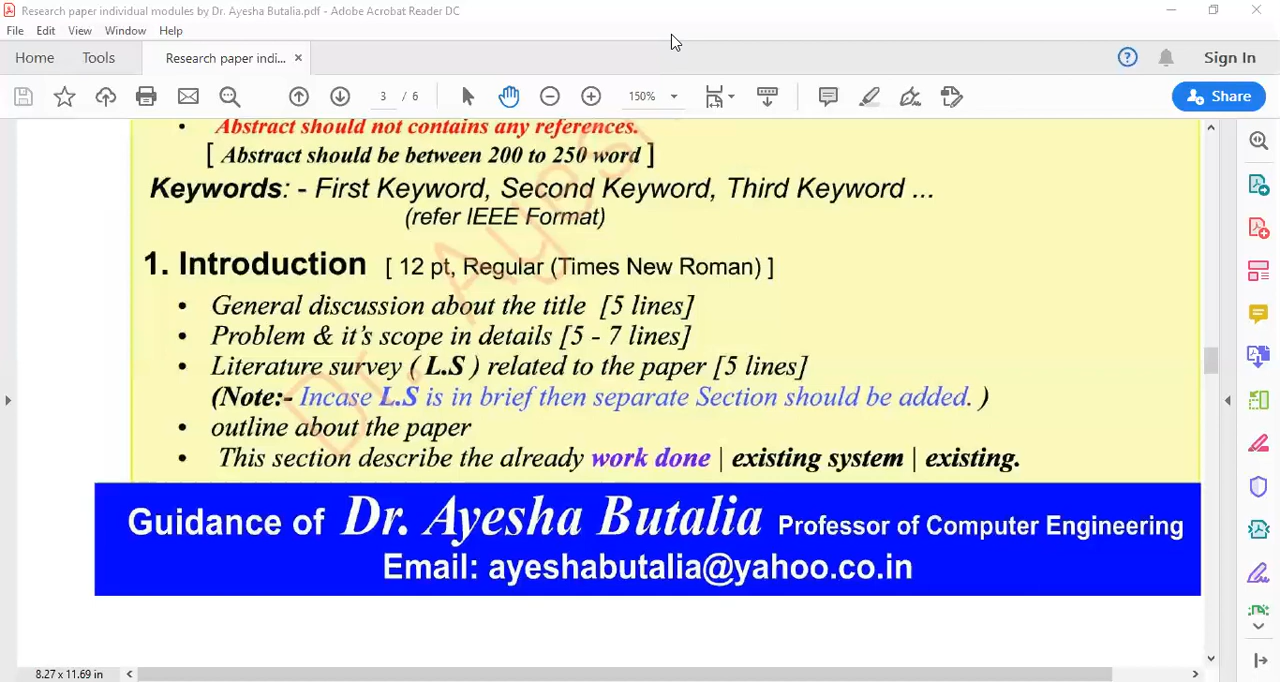 Research paper individual modules by Dr. Ayesha Butalia.pdf - Adobe Acrobat Reader DC
File Edit View Window Help
Home Tools Research paper indi... × Sign In
3 / 6 150% Share
• Abstract should not contains any references.
[ Abstract should be between 200 to 250 word ]
Keywords: - First Keyword, Second Keyword, Third Keyword ...
(refer IEEE Format)
1. Introduction [ 12 pt, Regular (Times New Roman) ]
• General discussion about the title [5 lines]
• Problem & it's scope in details [5 - 7 lines]
• Literature survey ( L.S ) related to the paper [5 lines]
(Note:- Incase L.S is in brief then separate Section should be added. )
• outline about the paper
• This section describe the already work done | existing system | existing.
Guidance of Dr. Ayesha Butalia Professor of Computer Engineering
Email: ayeshabutalia@yahoo.co.in
8.27 x 11.69 in